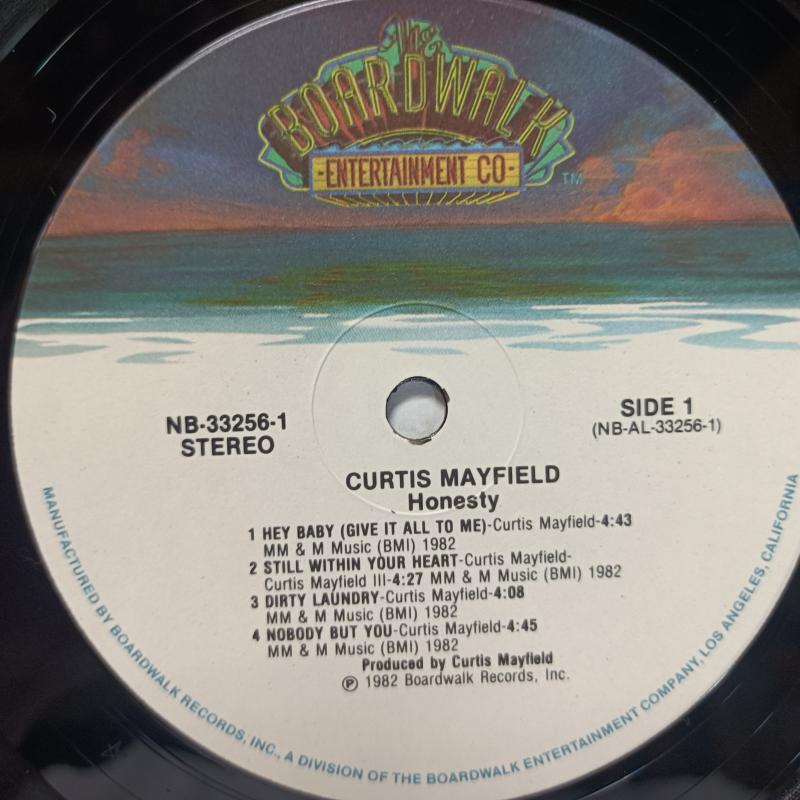 The
BOARDWALK
-ENTERTAINMENT CO-
TM
NB-33256-1
STEREO
SIDE 1
(NB-AL-33256-1)
CURTIS MAYFIELD
Honesty
1 HEY BABY (GIVE IT ALL TO ME)-Curtis Mayfield-4:43
MM & M Music (BMI) 1982
2 STILL WITHIN YOUR HEART-Curtis Mayfield-
Curtis Mayfield III-4:27 MM & M Music (BMI) 1982
3 DIRTY LAUNDRY-Curtis Mayfield-4:08
MM & M Music (BMI) 1982
4 NOBODY BUT YOU-Curtis Mayfield-4:45
MM & M Music (BMI) 1982
Produced by Curtis Mayfield
℗ 1982 Boardwalk Records, Inc.
MANUFACTURED BY BOARDWALK RECORDS, INC., A DIVISION OF THE BOARDWALK ENTERTAINMENT COMPANY, LOS ANGELES, CALIFORNIA